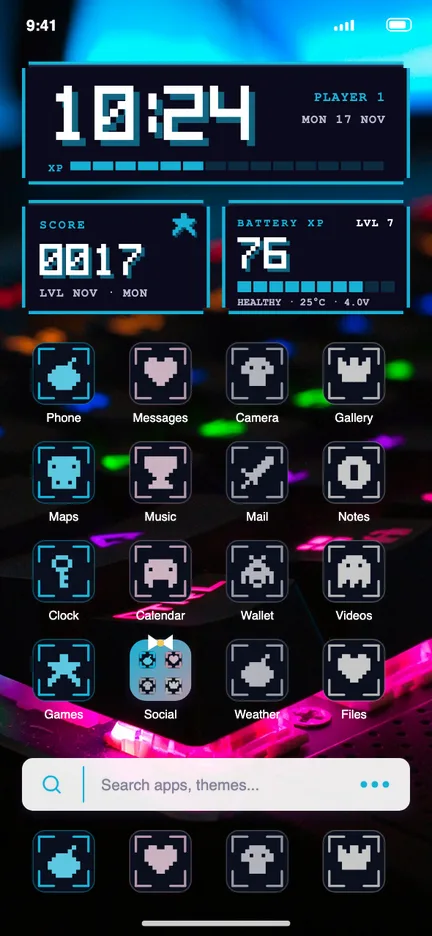 9:41
10:24
PLAYER 1
MON 17 NOV
XP
SCORE
0017
LVL NOV · MON
BATTERY XP LVL 7
76
HEALTHY · 25°C · 4.0V
Phone Messages Camera Gallery
Maps Music Mail Notes
Clock Calendar Wallet Videos
Games Social Weather Files
Search apps, themes...